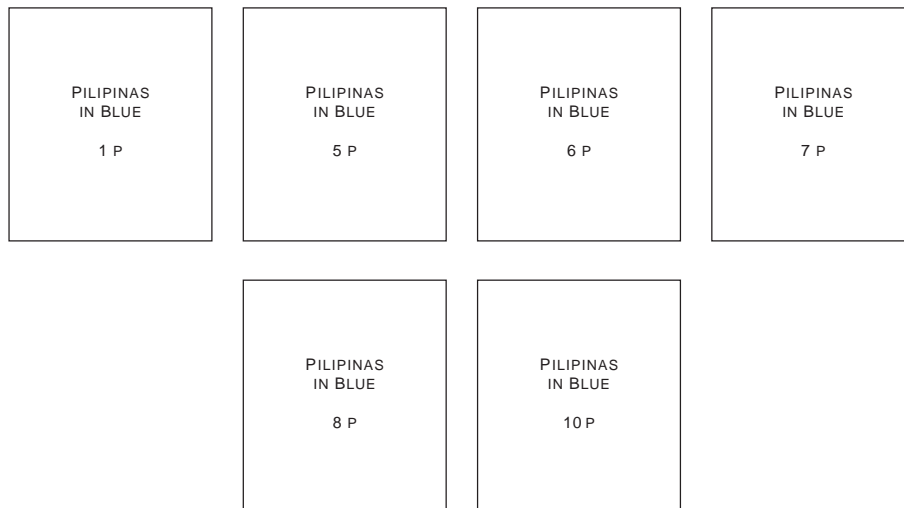 PILIPINAS
IN BLUE
1 P
PILIPINAS
IN BLUE
5 P
PILIPINAS
IN BLUE
6 P
PILIPINAS
IN BLUE
7 P
PILIPINAS
IN BLUE
8 P
PILIPINAS
IN BLUE
10 P